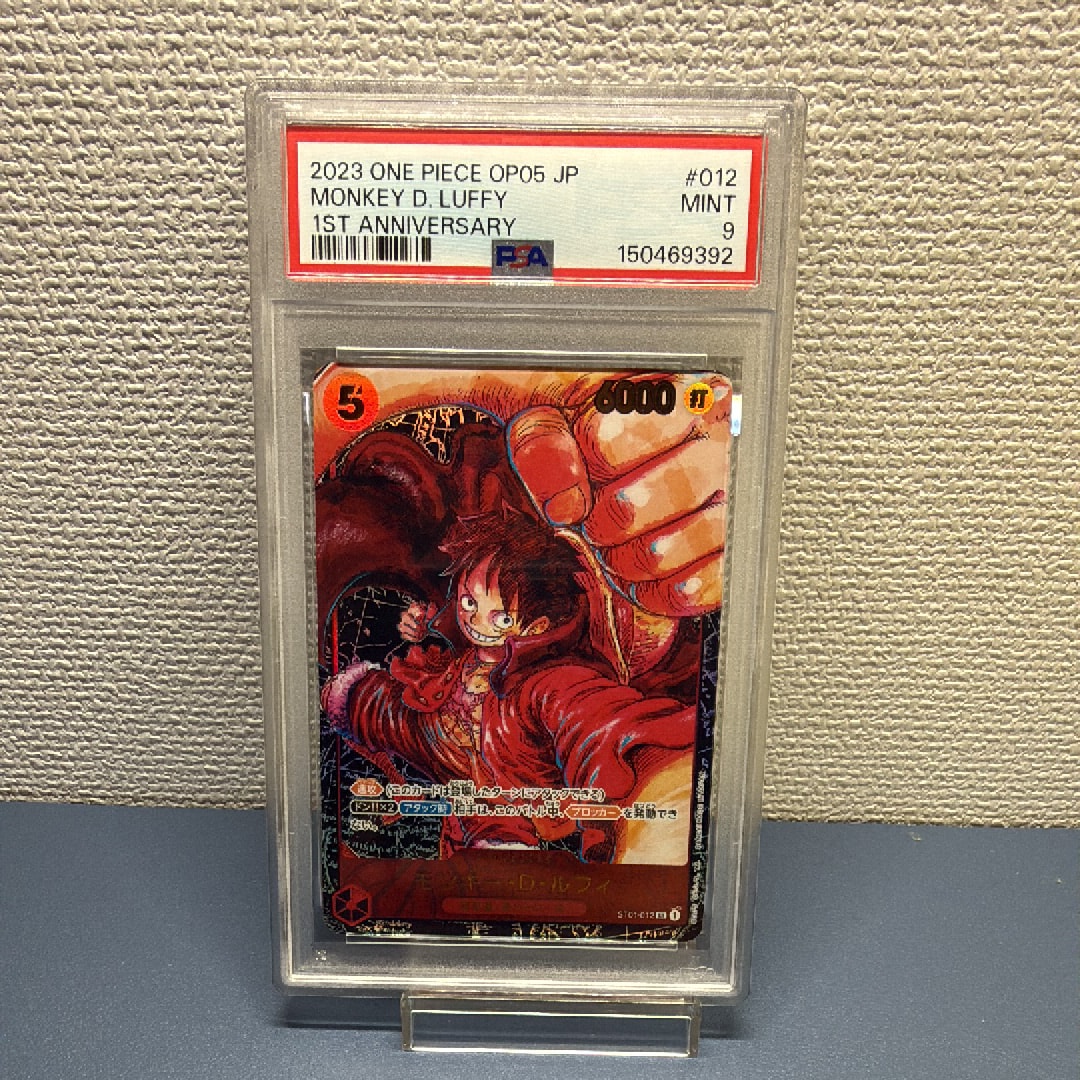 2023 ONE PIECE OP05 JP #012
MONKEY D. LUFFY MINT
1ST ANNIVERSARY 9
PSA 150469392
5 6000 打
速攻 (このカードは登場したターンにアタックできる)
ドン!!×2 アタック時 相手は、このバトル中、ブロッカー を発動でき
ない。
モンキー・D・ルフィ
ST01-012 SR 1